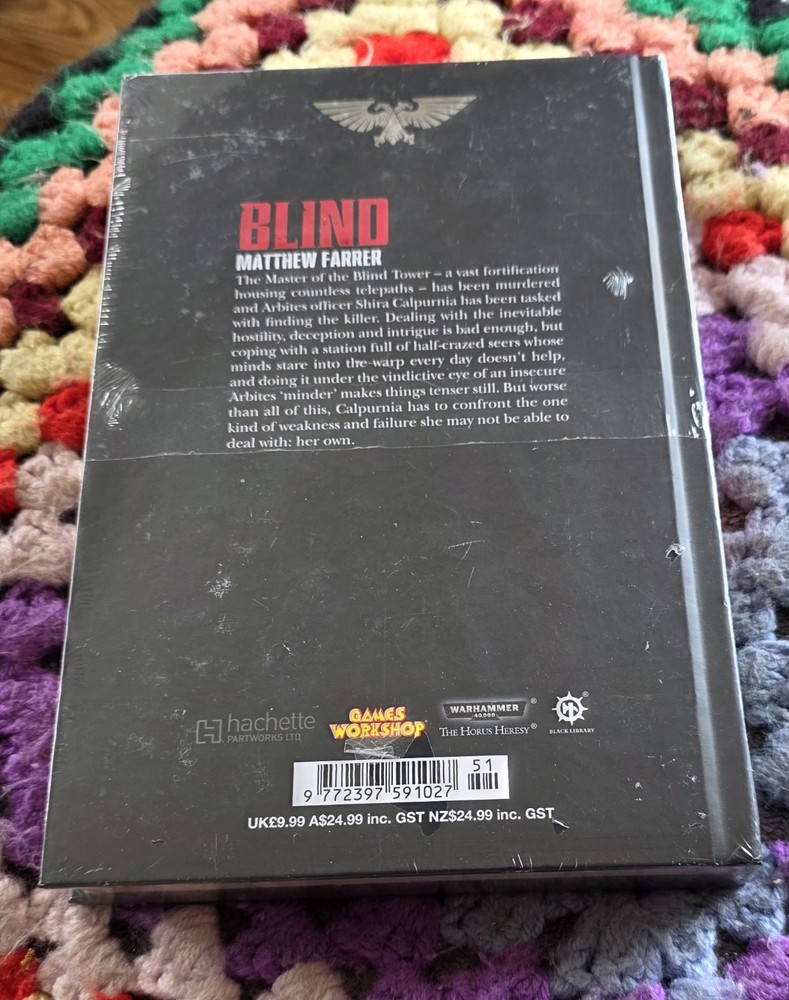 BLIND
MATTHEW FARRER
The Master of the Blind Tower – a vast fortification
housing countless telepaths – has been murdered
and Arbites officer Shira Calpurnia has been tasked
with finding the killer. Dealing with the inevitable
hostility, deception and intrigue is bad enough, but
coping with a station full of half-crazed seers whose
minds stare into the warp every day doesn't help,
and doing it under the vindictive eye of an insecure
Arbites 'minder' makes things tenser still. But worse
than all of this, Calpurnia has to confront the one
kind of weakness and failure she may not be able to
deal with: her own.
hachette
PARTWORKS LTD
GAMES
WORKSHOP
WARHAMMER®
40,000
THE HORUS HERESY®
®
BLACK LIBRARY
51
9 772397 591027
UK£9.99 A$24.99 inc. GST NZ$24.99 inc. GST